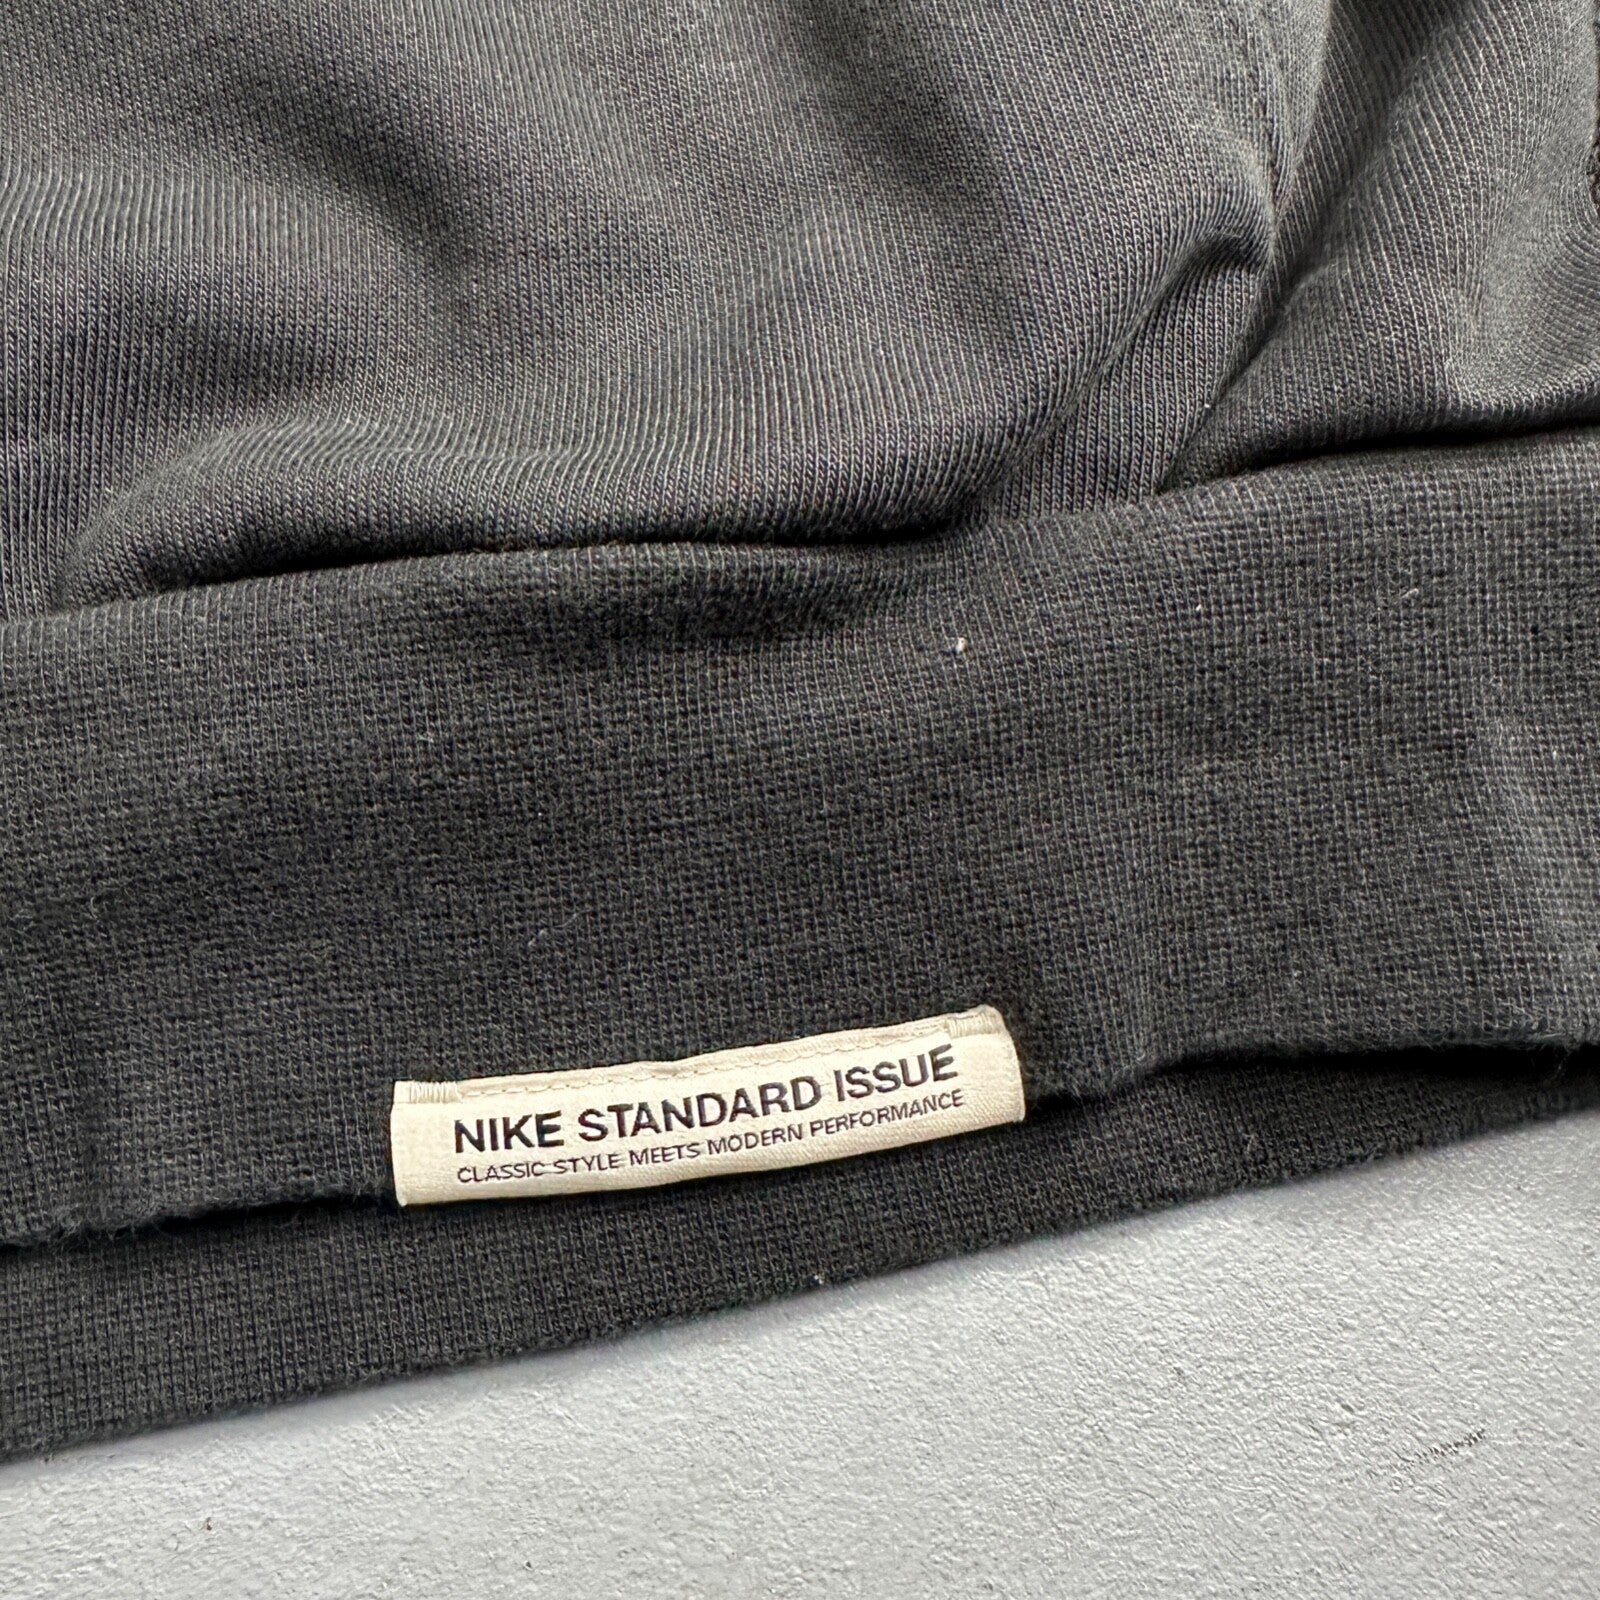 NIKE STANDARD ISSUE
CLASSIC STYLE MEETS MODERN PERFORMANCE